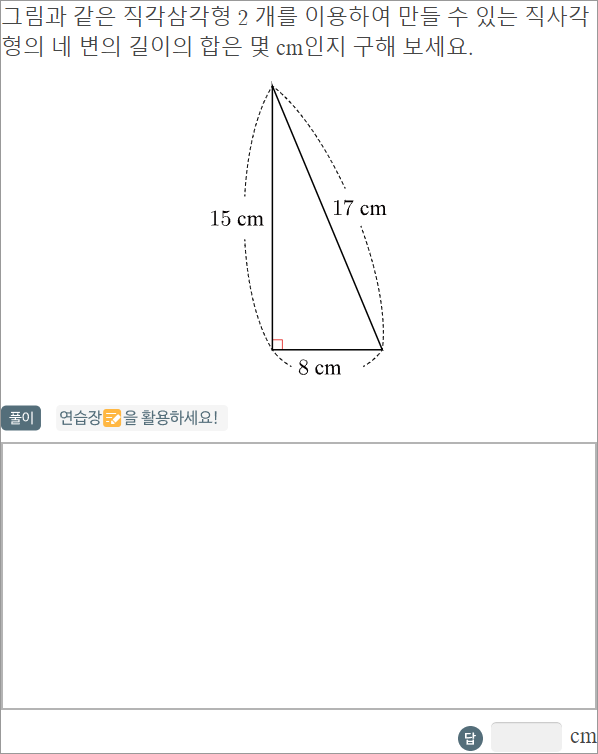 그림과 같은 직각삼각형 2 개를 이용하여 만들 수 있는 직사각
형의 네 변의 길이의 합은 몇 cm인지 구해 보세요.
15 cm
17 cm
8 cm
풀이 연습장을 활용하세요!
답 cm